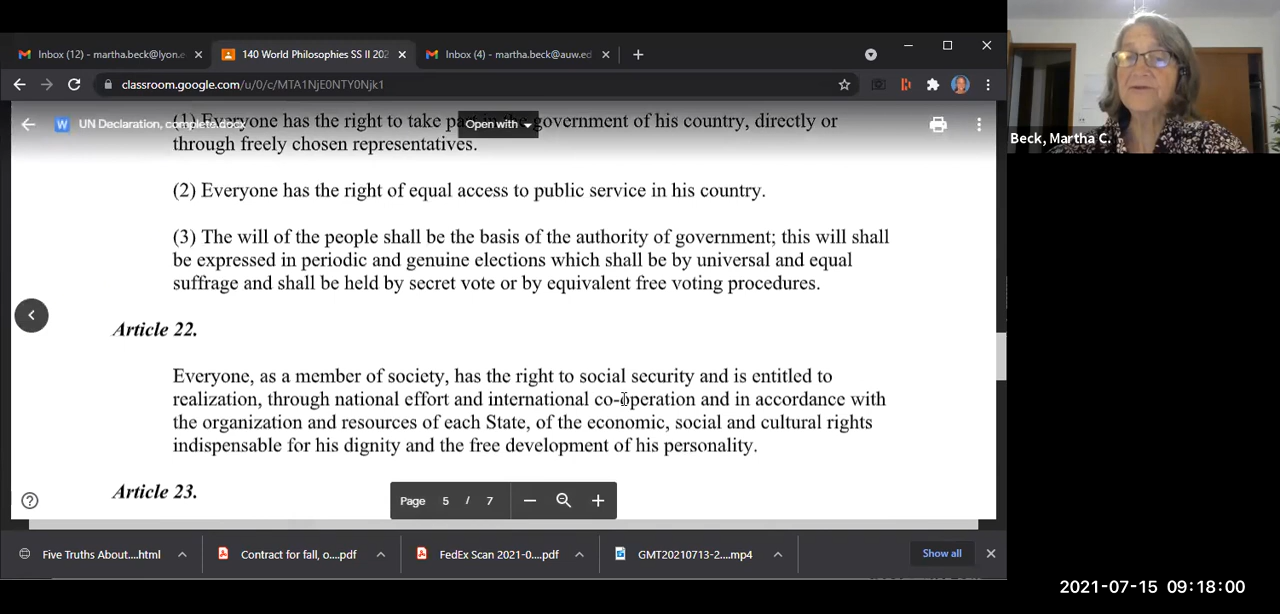 Inbox (12) - martha.beck@lyon.e
140 World Philosophies SS II 202
Inbox (4) - martha.beck@auw.ed
classroom.google.com/u/0/c/MTA1NjE0NTY0Njk1
UN Declaration, complete.docx
Open with
(1) Everyone has the right to take part in the government of his country, directly or
through freely chosen representatives.
(2) Everyone has the right of equal access to public service in his country.
(3) The will of the people shall be the basis of the authority of government; this will shall
be expressed in periodic and genuine elections which shall be by universal and equal
suffrage and shall be held by secret vote or by equivalent free voting procedures.
Article 22.
Everyone, as a member of society, has the right to social security and is entitled to
realization, through national effort and international co-operation and in accordance with
the organization and resources of each State, of the economic, social and cultural rights
indispensable for his dignity and the free development of his personality.
Article 23.
Page 5 / 7
Five Truths About....html
Contract for fall, o....pdf
FedEx Scan 2021-0....pdf
GMT20210713-2....mp4
Show all
Beck, Martha C.
2021-07-15 09:18:00